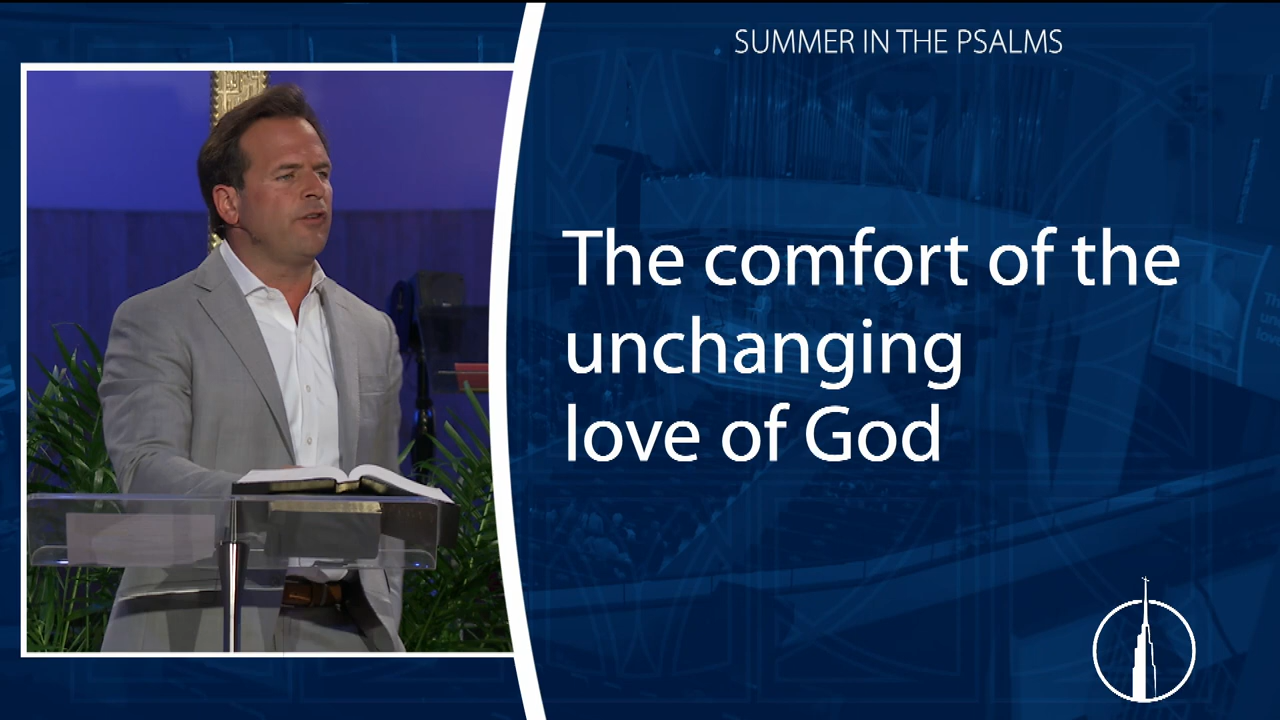 SUMMER IN THE PSALMS
The comfort of the
unchanging
love of God